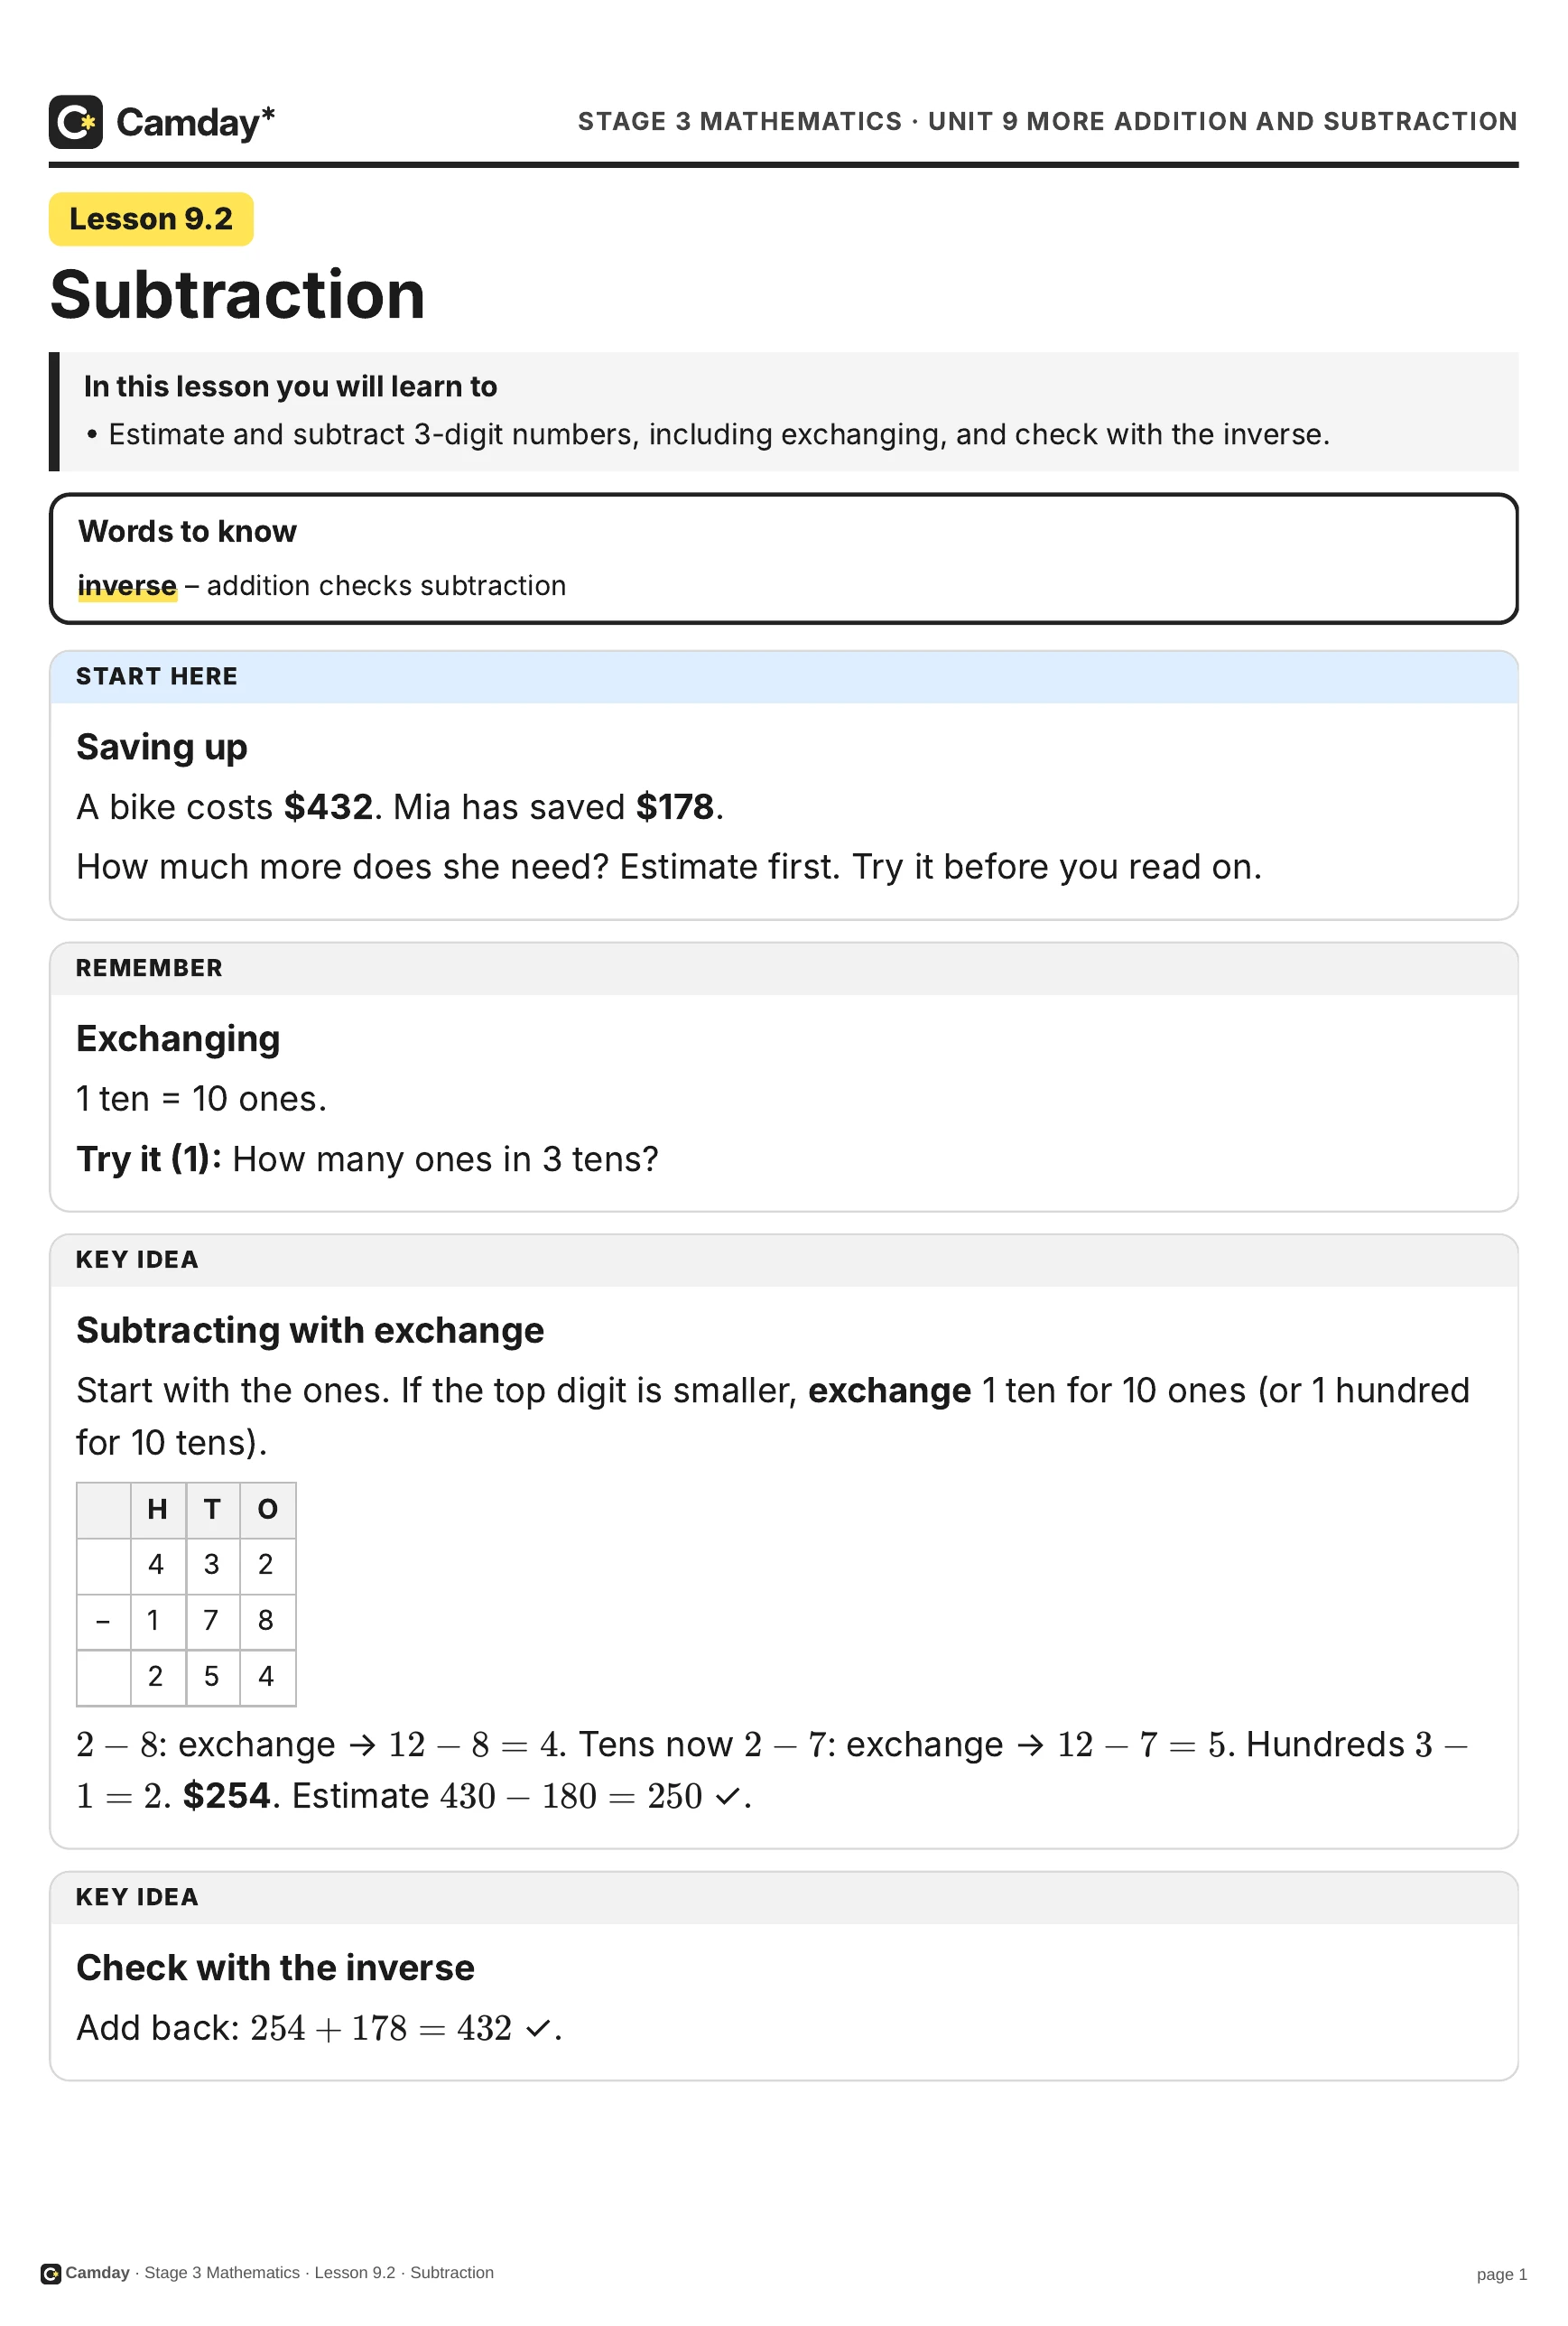 Camday*
STAGE 3 MATHEMATICS · UNIT 9 MORE ADDITION AND SUBTRACTION
Lesson 9.2
Subtraction
In this lesson you will learn to
• Estimate and subtract 3-digit numbers, including exchanging, and check with the inverse.
Words to know
inverse – addition checks subtraction
START HERE
Saving up
A bike costs $432. Mia has saved $178.
How much more does she need? Estimate first. Try it before you read on.
REMEMBER
Exchanging
1 ten = 10 ones.
Try it (1): How many ones in 3 tens?
KEY IDEA
Subtracting with exchange
Start with the ones. If the top digit is smaller, exchange 1 ten for 10 ones (or 1 hundred
for 10 tens).
H T O
4 3 2
– 1 7 8
2 5 4
2 − 8: exchange → 12 − 8 = 4. Tens now 2 − 7: exchange → 12 − 7 = 5. Hundreds 3 −
1 = 2. $254. Estimate 430 − 180 = 250 ✓.
KEY IDEA
Check with the inverse
Add back: 254 + 178 = 432 ✓.
Camday · Stage 3 Mathematics · Lesson 9.2 · Subtraction
page 1